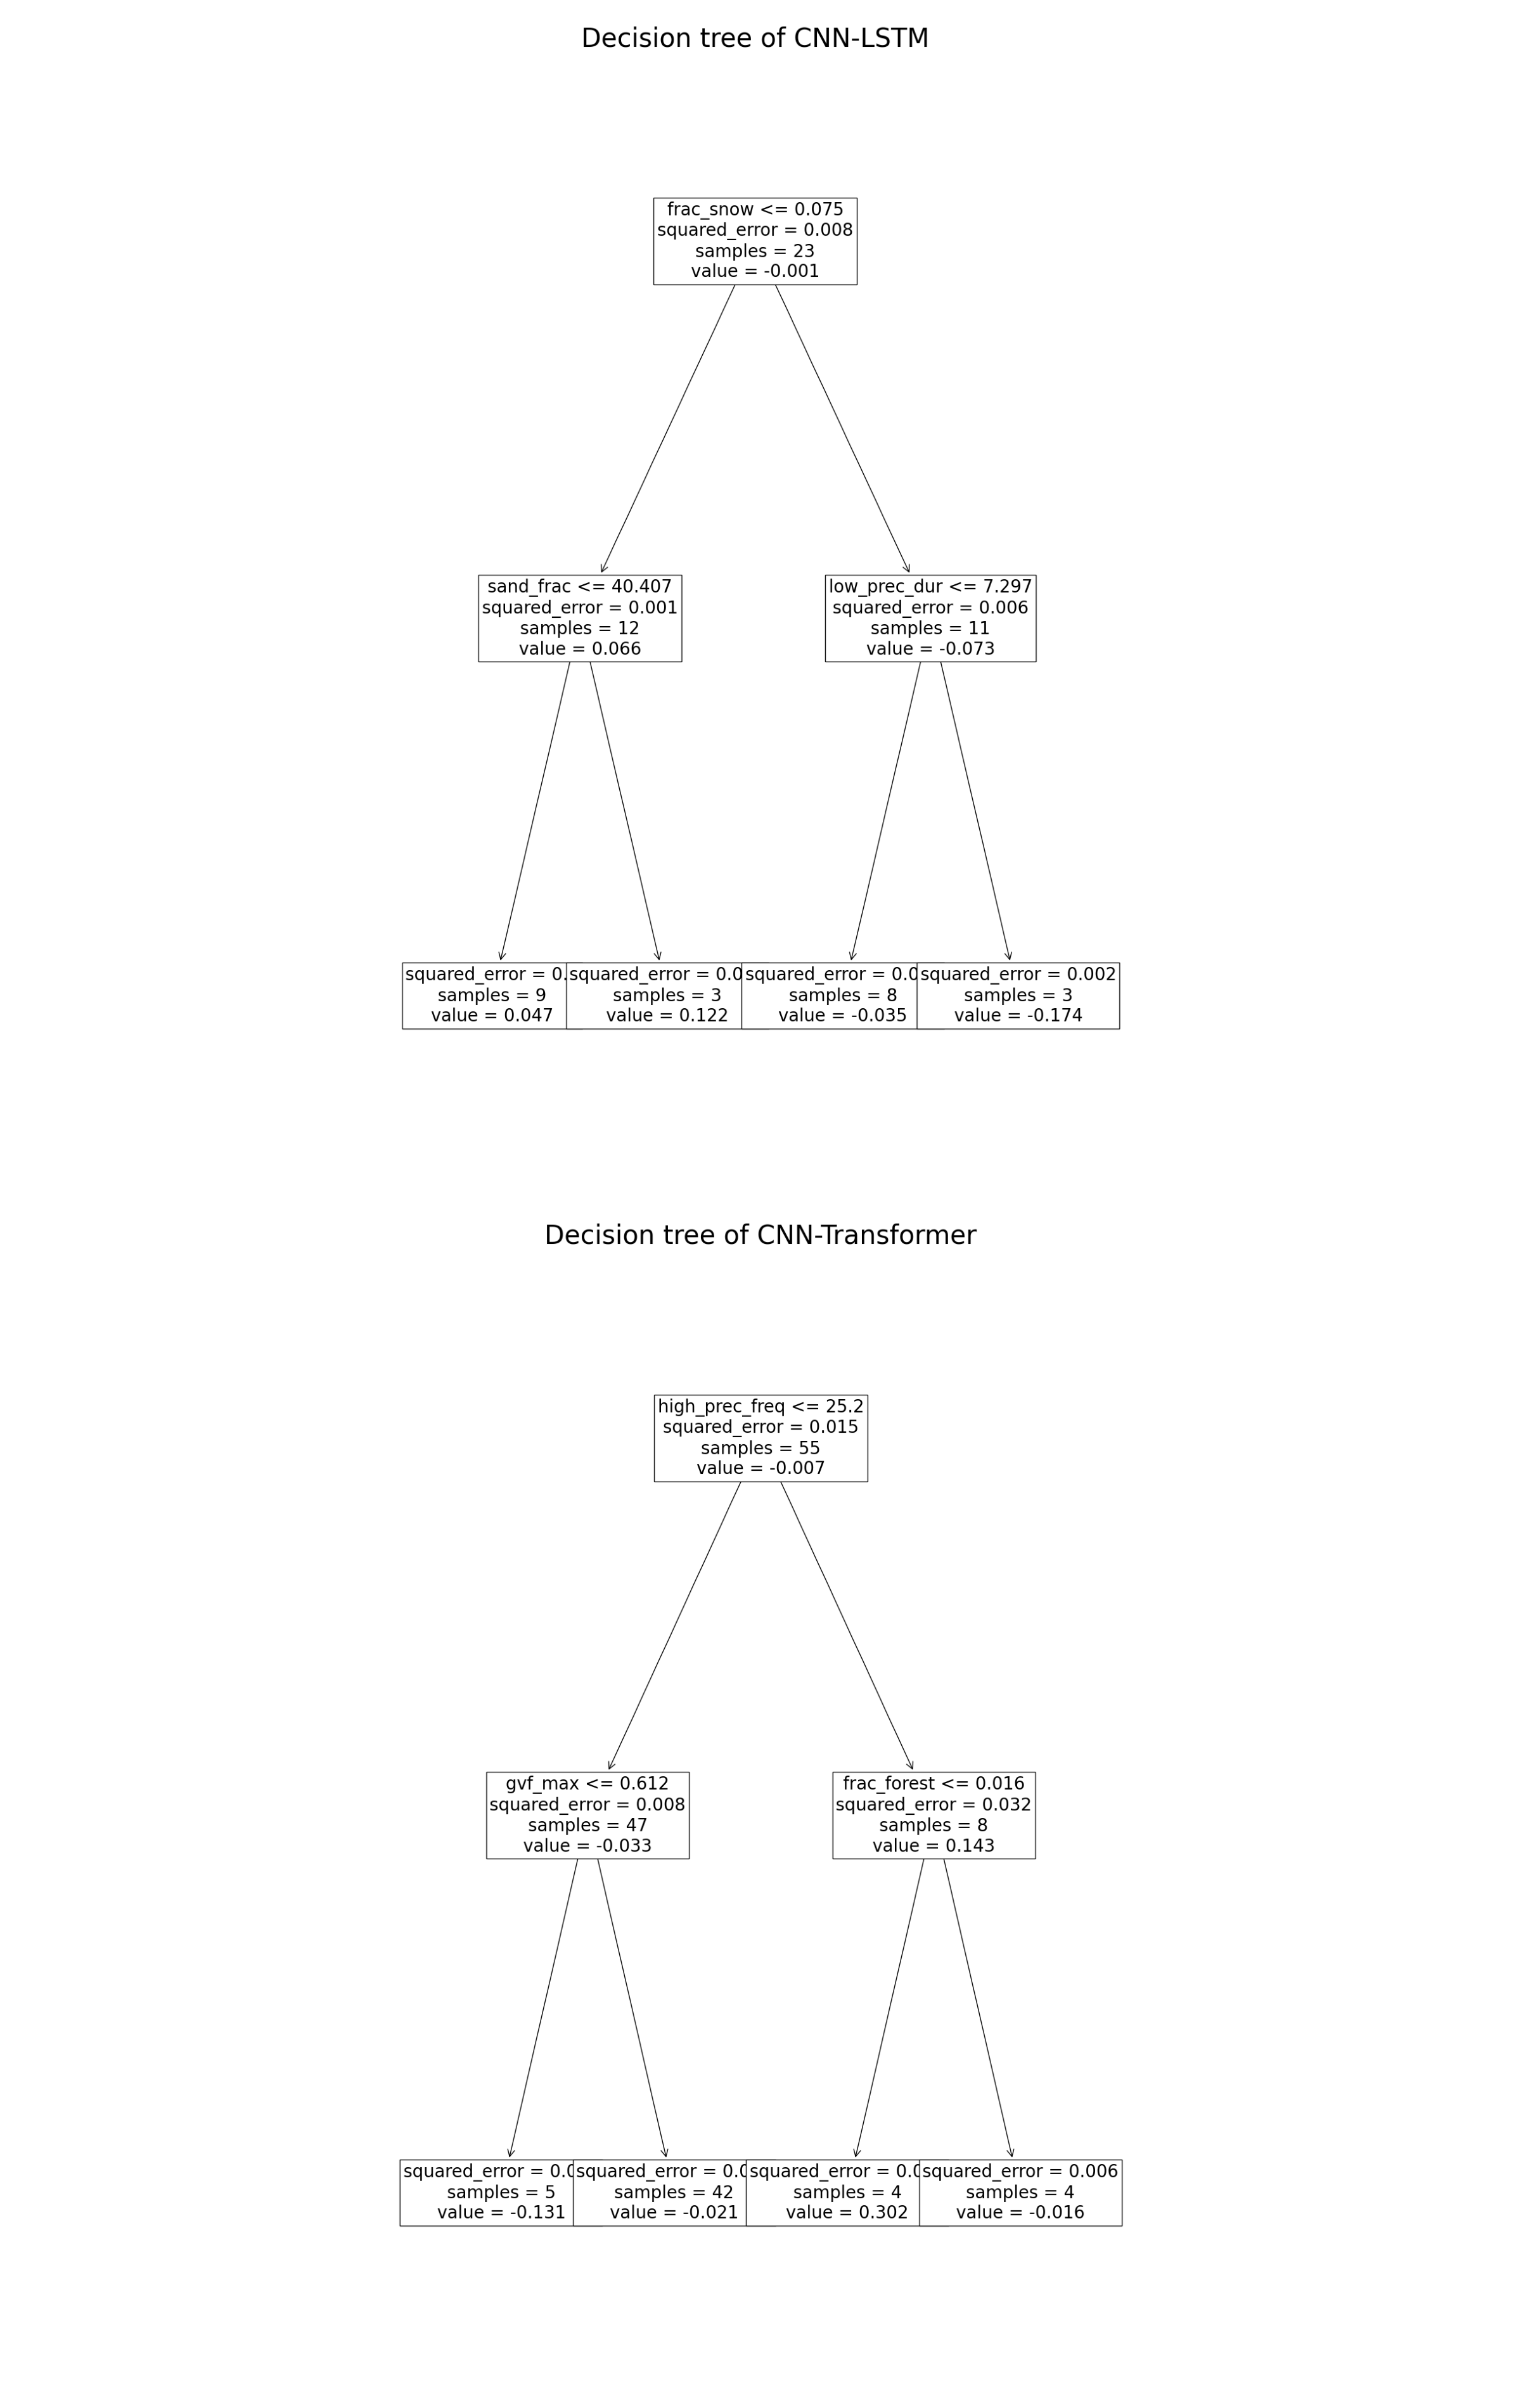 Decision tree of CNN-LSTM
frac_snow <= 0.075
squared_error = 0.008
samples = 23
value = -0.001
sand_frac <= 40.407
squared_error = 0.001
samples = 12
value = 0.066
low_prec_dur <= 7.297
squared_error = 0.006
samples = 11
value = -0.073
squared_error = 0.
samples = 9
value = 0.047
squared_error = 0.0
samples = 3
value = 0.122
squared_error = 0.0
samples = 8
value = -0.035
squared_error = 0.002
samples = 3
value = -0.174
Decision tree of CNN-Transformer
high_prec_freq <= 25.2
squared_error = 0.015
samples = 55
value = -0.007
gvf_max <= 0.612
squared_error = 0.008
samples = 47
value = -0.033
frac_forest <= 0.016
squared_error = 0.032
samples = 8
value = 0.143
squared_error = 0.0
samples = 5
value = -0.131
squared_error = 0.0
samples = 42
value = -0.021
squared_error = 0.0
samples = 4
value = 0.302
squared_error = 0.006
samples = 4
value = -0.016